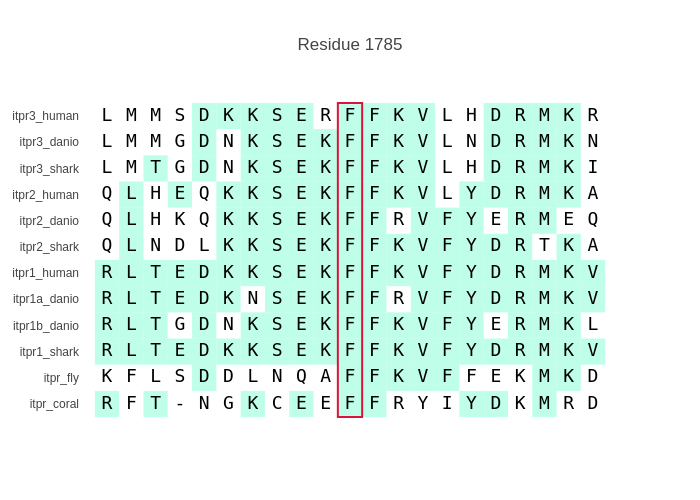 Residue 1785
itpr3_human L M M S D K K S E R F F K V L H D R M K R
itpr3_danio L M M G D N K S E K F F K V L N D R M K N
itpr3_shark L M T G D N K S E K F F K V L H D R M K I
itpr2_human Q L H E Q K K S E K F F K V L Y D R M K A
itpr2_danio Q L H K Q K K S E K F F R V F Y E R M E Q
itpr2_shark Q L N D L K K S E K F F K V F Y D R T K A
itpr1_human R L T E D K K S E K F F K V F Y D R M K V
itpr1a_danio R L T E D K N S E K F F R V F Y D R M K V
itpr1b_danio R L T G D N K S E K F F K V F Y E R M K L
itpr1_shark R L T E D K K S E K F F K V F Y D R M K V
itpr_fly K F L S D D L N Q A F F K V F F E K M K D
itpr_coral R F T - N G K C E E F F R Y I Y D K M R D